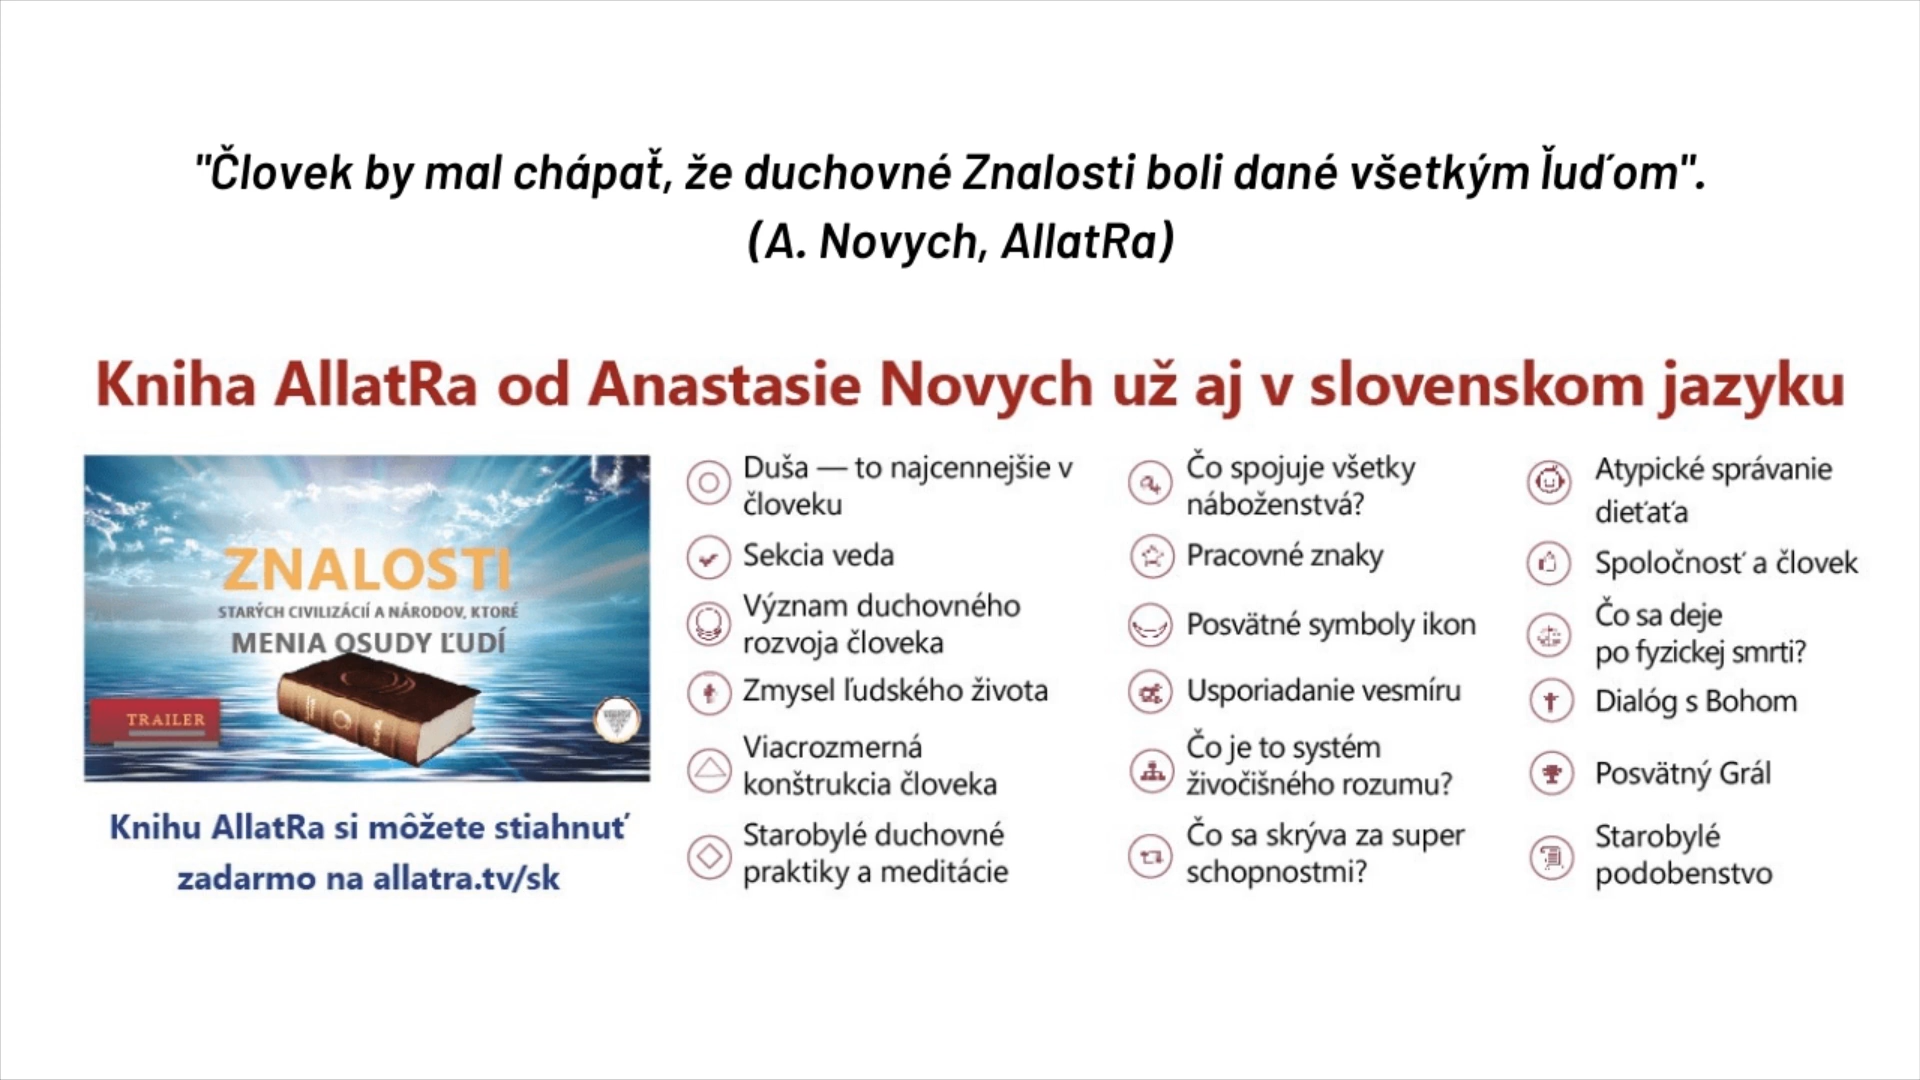 "Človek by mal chápať, že duchovné Znalosti boli dané všetkým ľuďom".
(A. Novych, AllatRa)
Kniha AllatRa od Anastasie Novych už aj v slovenskom jazyku
ZNALOSTI
STARÝCH CIVILIZÁCIÍ A NÁRODOV, KTORÉ
MENIA OSUDY ĽUDÍ
TRAILER
Knihu AllatRa si môžete stiahnuť
zadarmo na allatra.tv/sk
Duša — to najcennejšie v
človeku
Sekcia veda
Význam duchovného
rozvoja človeka
Zmysel ľudského života
Viacrozmerná
konštrukcia človeka
Starobylé duchovné
praktiky a meditácie
Čo spojuje všetky
náboženstvá?
Pracovné znaky
Posvätné symboly ikon
Usporiadanie vesmíru
Čo je to systém
živočišného rozumu?
Čo sa skrýva za super
schopnostmi?
Atypické správanie
dieťaťa
Spoločnosť a človek
Čo sa deje
po fyzickej smrti?
Dialóg s Bohom
Posvätný Grál
Starobylé
podobenstvo